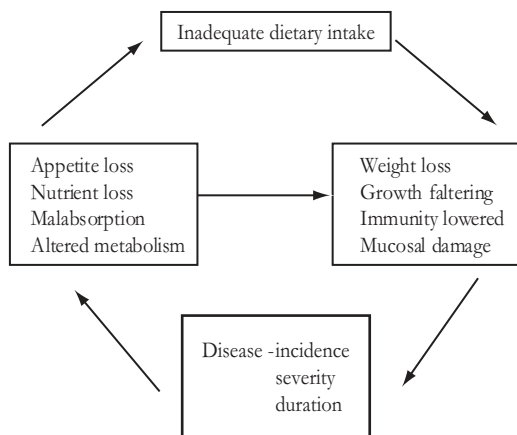 Inadequate dietary intake
Appetite loss
Nutrient loss
Malabsorption
Altered metabolism
Weight loss
Growth faltering
Immunity lowered
Mucosal damage
Disease -incidence
severity
duration